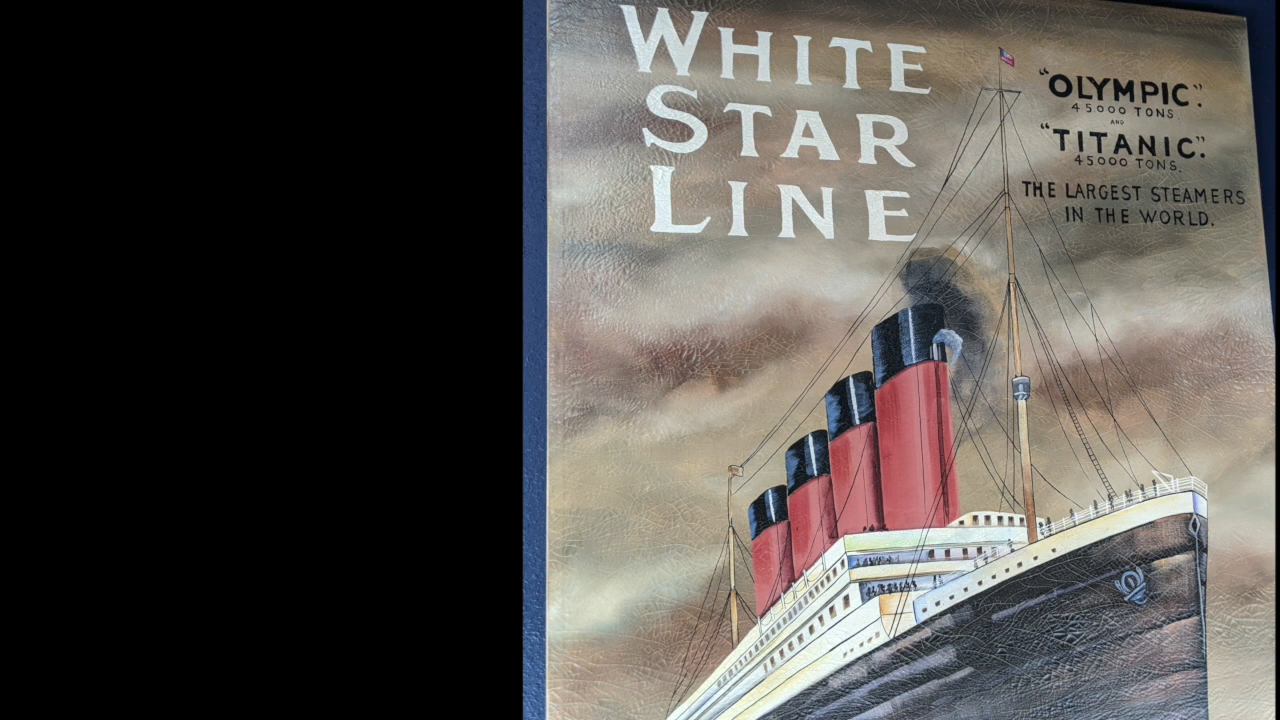 WHITE
STAR
LINE
"OLYMPIC".
45000 TONS
AND
"TITANIC".
45000 TONS.
THE LARGEST STEAMERS
IN THE WORLD.